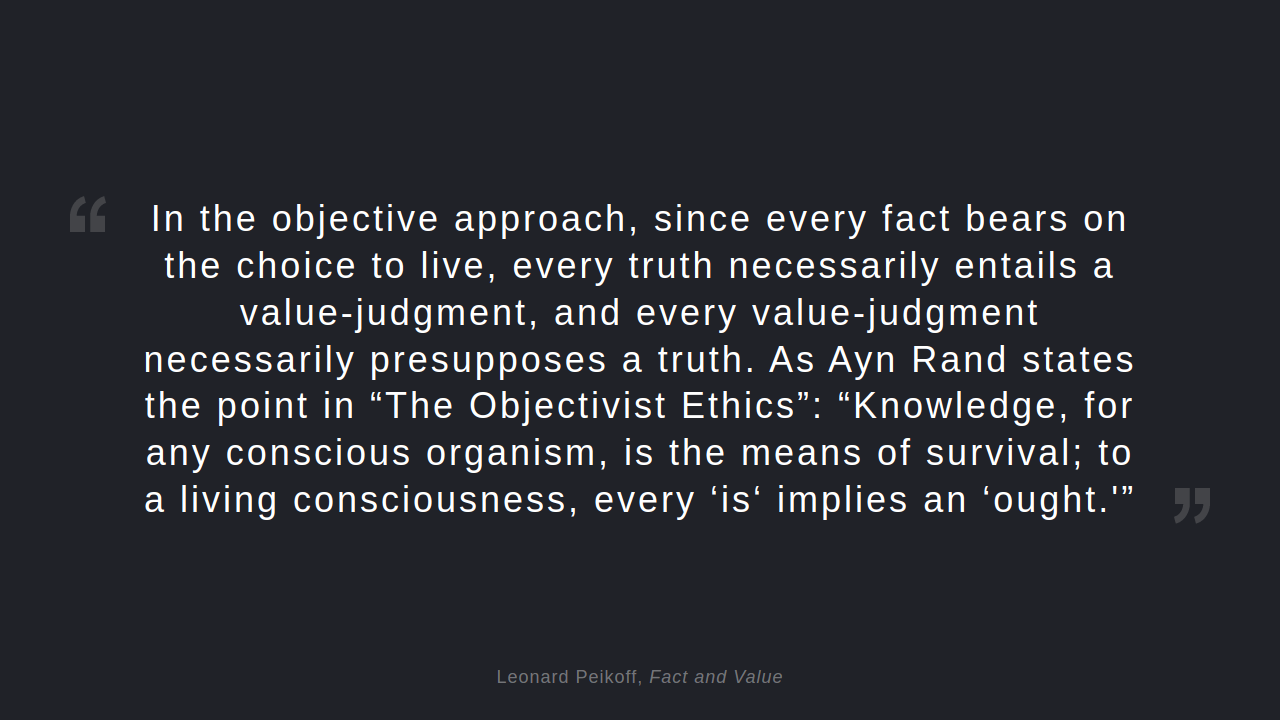 “
In the objective approach, since every fact bears on
the choice to live, every truth necessarily entails a
value-judgment, and every value-judgment
necessarily presupposes a truth. As Ayn Rand states
the point in “The Objectivist Ethics”: “Knowledge, for
any conscious organism, is the means of survival; to
a living consciousness, every ‘is‘ implies an ‘ought.'”
”
Leonard Peikoff, Fact and Value